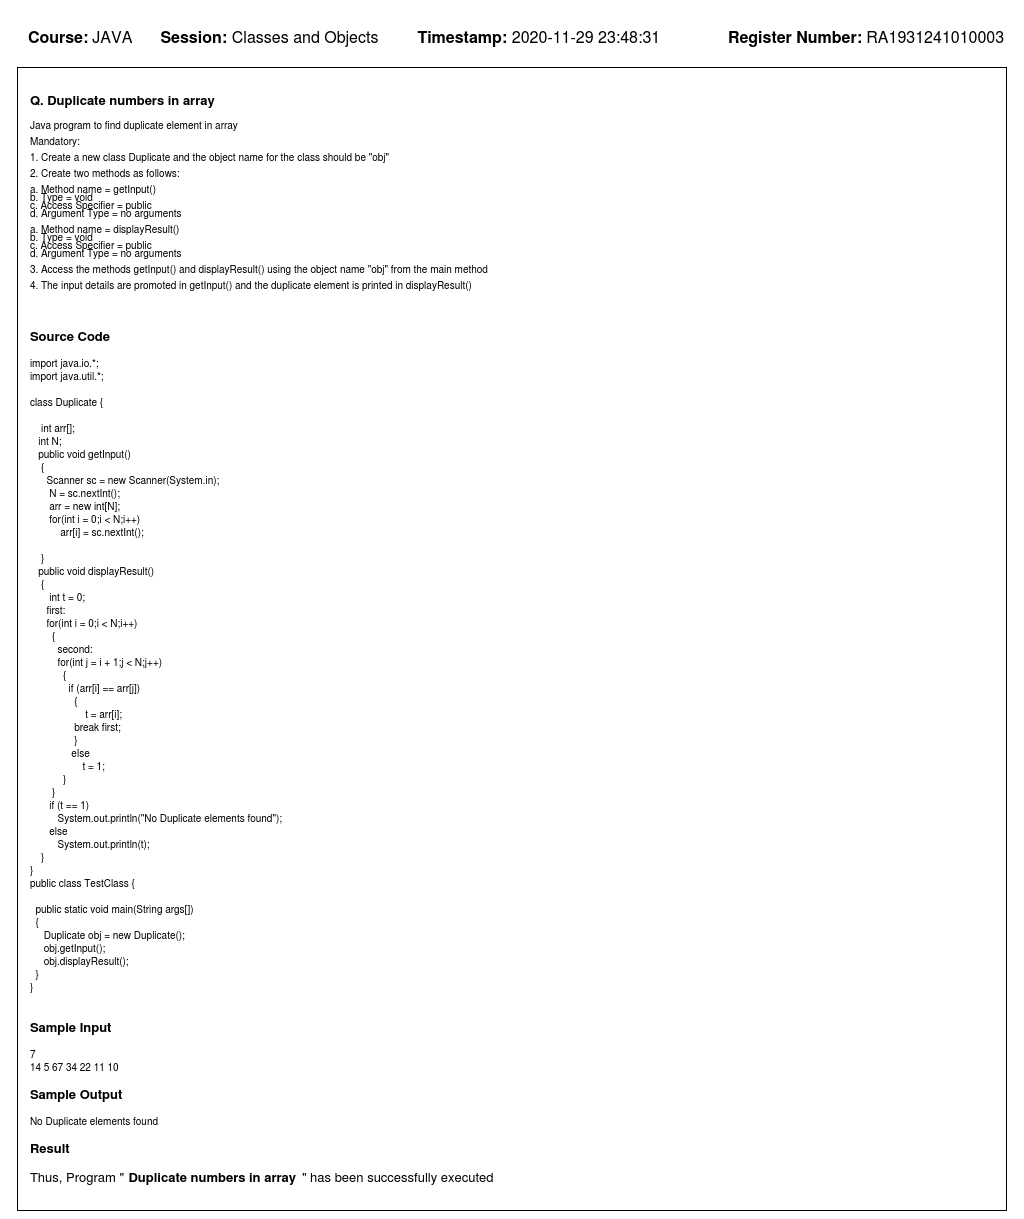 Course: JAVA Session: Classes and Objects Timestamp: 2020-11-29 23:48:31 Register Number: RA1931241010003
Q. Duplicate numbers in array
Java program to find duplicate element in array
Mandatory:
1. Create a new class Duplicate and the object name for the class should be "obj"
2. Create two methods as follows:
a. Method name = getInput()
b. Type = void
c. Access Specifier = public
d. Argument Type = no arguments
a. Method name = displayResult()
b. Type = void
c. Access Specifier = public
d. Argument Type = no arguments
3. Access the methods getInput() and displayResult() using the object name "obj" from the main method
4. The input details are promoted in getInput() and the duplicate element is printed in displayResult()
Source Code
import java.io.*;
import java.util.*;
class Duplicate {
int arr[];
int N;
public void getInput()
{
Scanner sc = new Scanner(System.in);
N = sc.nextInt();
arr = new int[N];
for(int i = 0;i < N;i++)
arr[i] = sc.nextInt();
}
public void displayResult()
{
int t = 0;
first:
for(int i = 0;i < N;i++)
{
second:
for(int j = i + 1;j < N;j++)
{
if (arr[i] == arr[j])
{
t = arr[i];
break first;
}
else
t = 1;
}
}
if (t == 1)
System.out.println("No Duplicate elements found");
else
System.out.println(t);
}
}
public class TestClass {
public static void main(String args[])
{
Duplicate obj = new Duplicate();
obj.getInput();
obj.displayResult();
}
}
Sample Input
7
14 5 67 34 22 11 10
Sample Output
No Duplicate elements found
Result
Thus, Program " Duplicate numbers in array " has been successfully executed